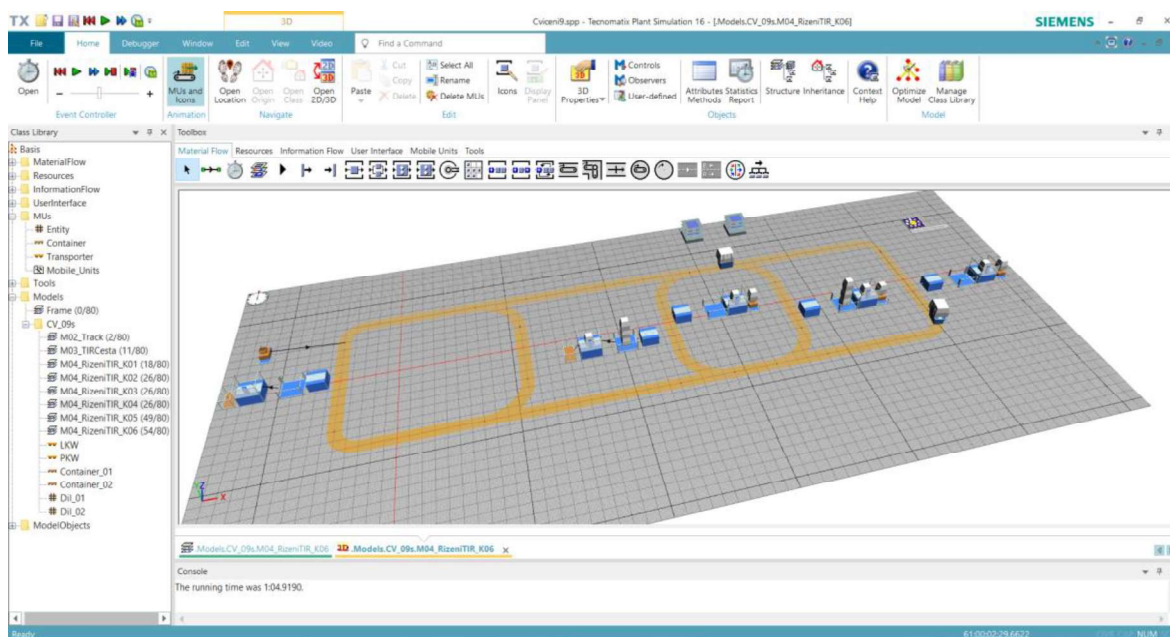 TX
3D
Cviceni9.spp - Tecnomatix Plant Simulation 16 - [.Models.CV_09s.M04_RizeniTIR_K06]
SIEMENS
File Home Debugger Window Edit View Video Find a Command
Open
MUs and Icons
Open Location
Open Origin
Open Class
Open 2D/3D
Paste
Cut
Copy
Delete
Select All
Rename
Delete MUs
Icons
Display Panel
3D Properties
Controls
Observers
User-defined
Attributes Methods
Statistics Report
Structure
Inheritance
Context Help
Optimize Model
Manage Class Library
Event Controller Animation Navigate Edit Objects Model
Class Library
Toolbox
Material Flow Resources Information Flow User Interface Mobile Units Tools
Basis
MaterialFlow
Resources
InformationFlow
UserInterface
MUs
Entity
Container
Transporter
Mobile_Units
Tools
Models
Frame (0/80)
CV_09s
M02_Track (2/80)
M03_TIRCesta (11/80)
M04_RizeniTIR_K01 (18/80)
M04_RizeniTIR_K02 (26/80)
M04_RizeniTIR_K03 (26/80)
M04_RizeniTIR_K04 (26/80)
M04_RizeniTIR_K05 (49/80)
M04_RizeniTIR_K06 (54/80)
LKW
PKW
Container_01
Container_02
Dil_01
Dil_02
ModelObjects
Z
X
.Models.CV_09s.M04_RizeniTIR_K06
3D .Models.CV_09s.M04_RizeniTIR_K06 x
Console
The running time was 1:04.9190.
Ready
61:00:02:29.6622
NUM